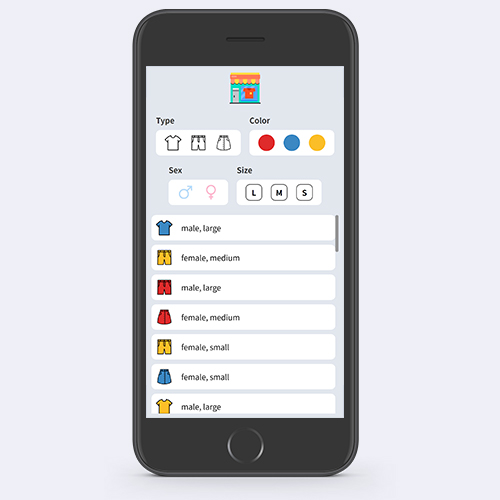 Type Color
Sex Size
L M S
male, large
female, medium
male, large
female, medium
female, small
female, small
male, large